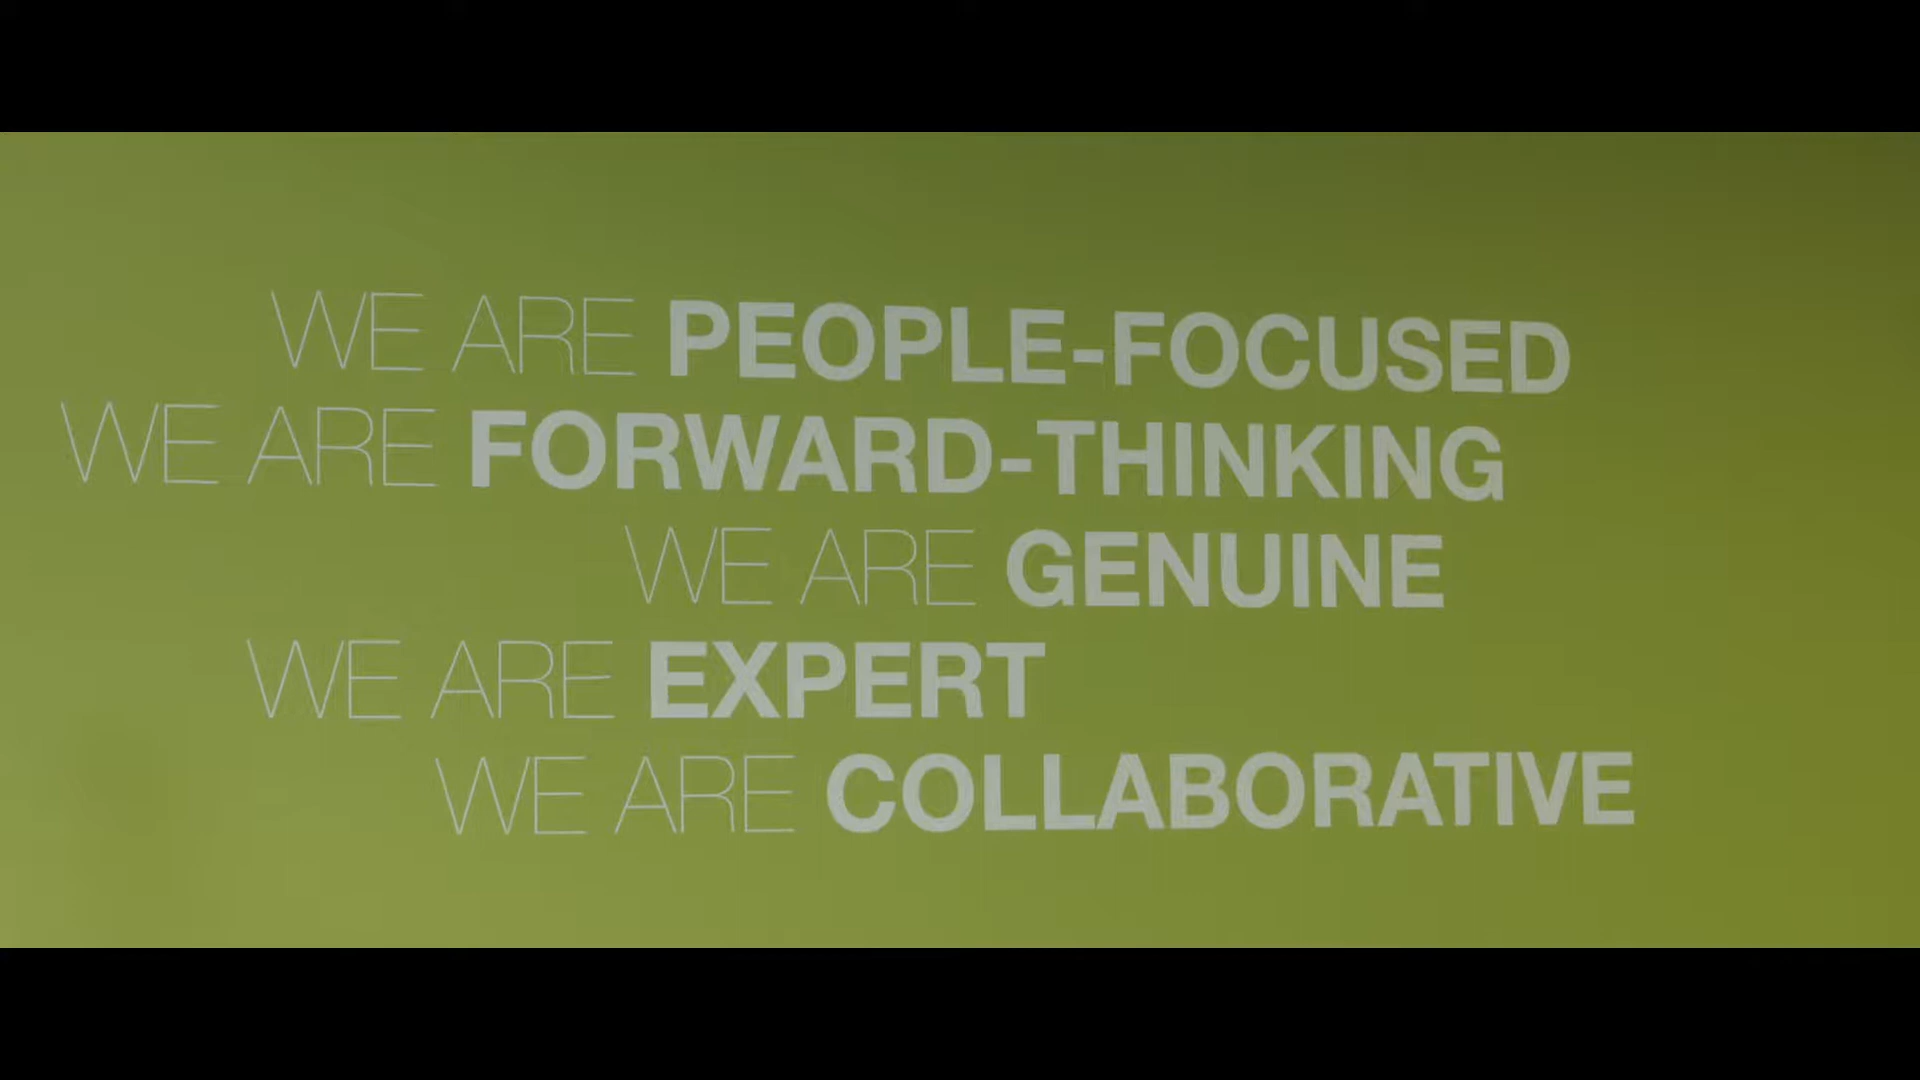 WE ARE PEOPLE-FOCUSED
WE ARE FORWARD-THINKING
WE ARE GENUINE
WE ARE EXPERT
WE ARE COLLABORATIVE